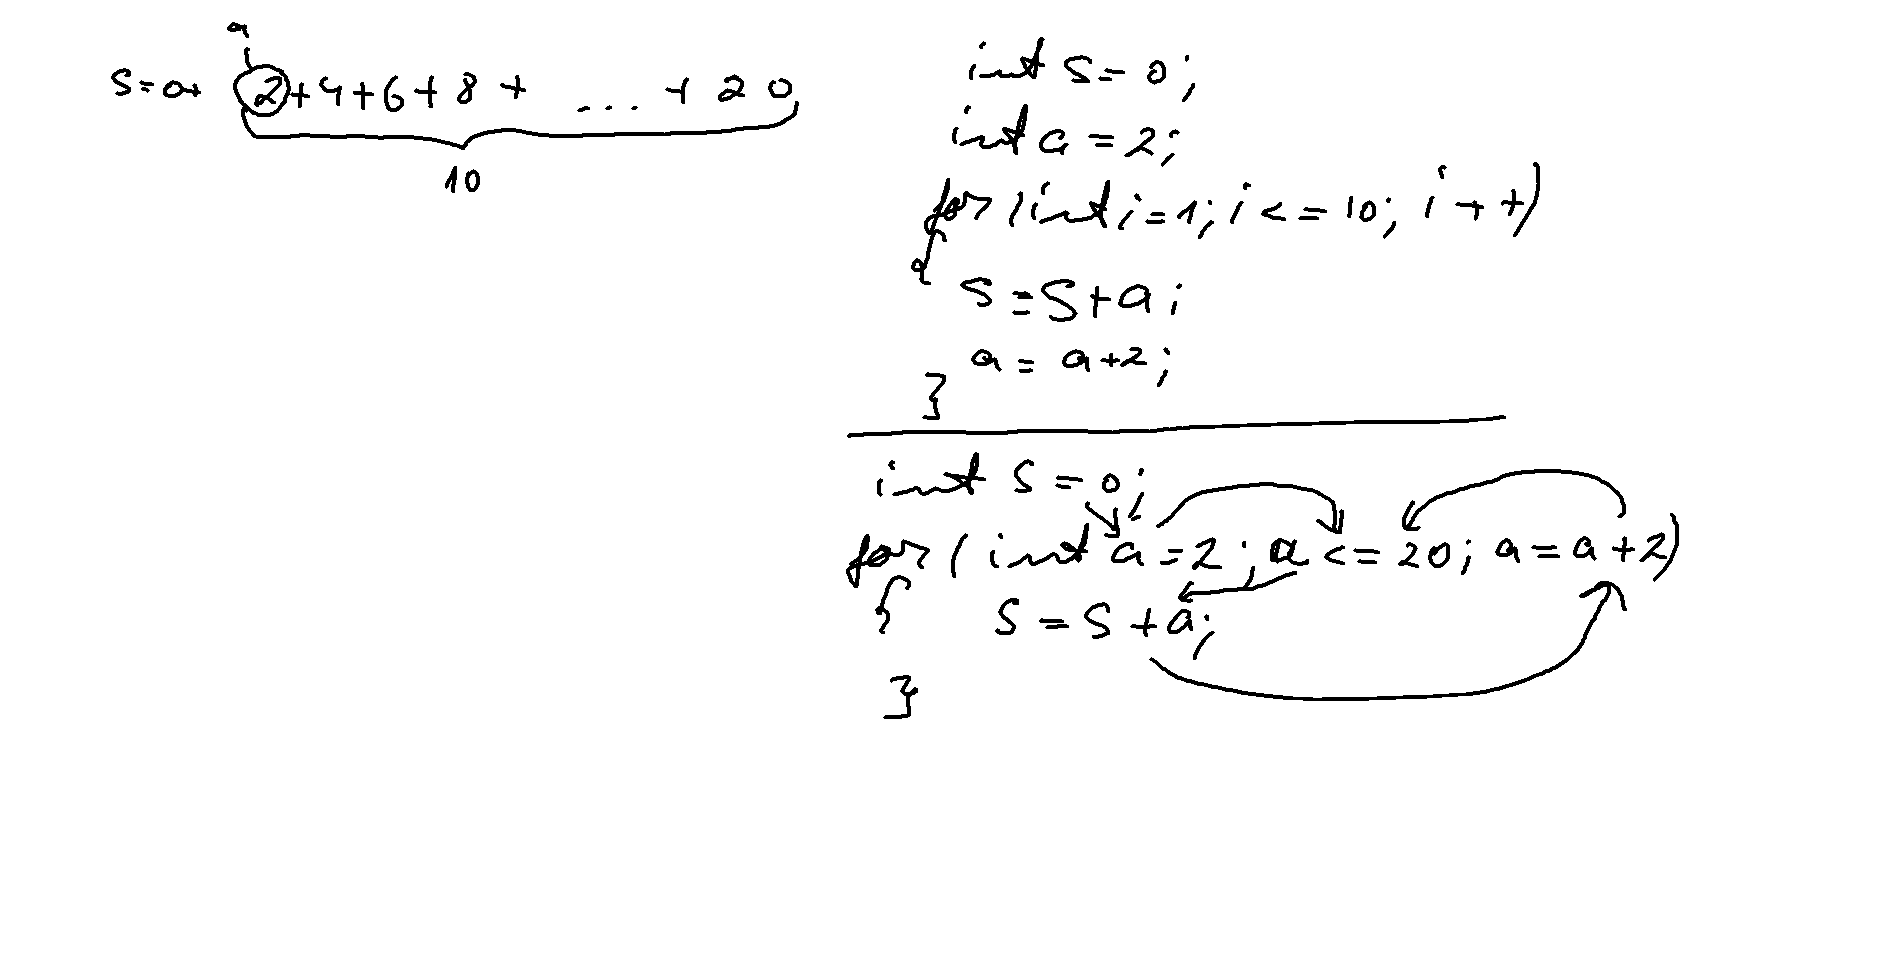 a
S=0+ 2+4+6+8+ ... + 20
10
int S=0;
int a=2;
for(int i=1; i<=10; i++)
{
S=S+a;
a=a+2;
}
int S=0;
for(int a=2; a<=20; a=a+2)
{ S=S+a;
}